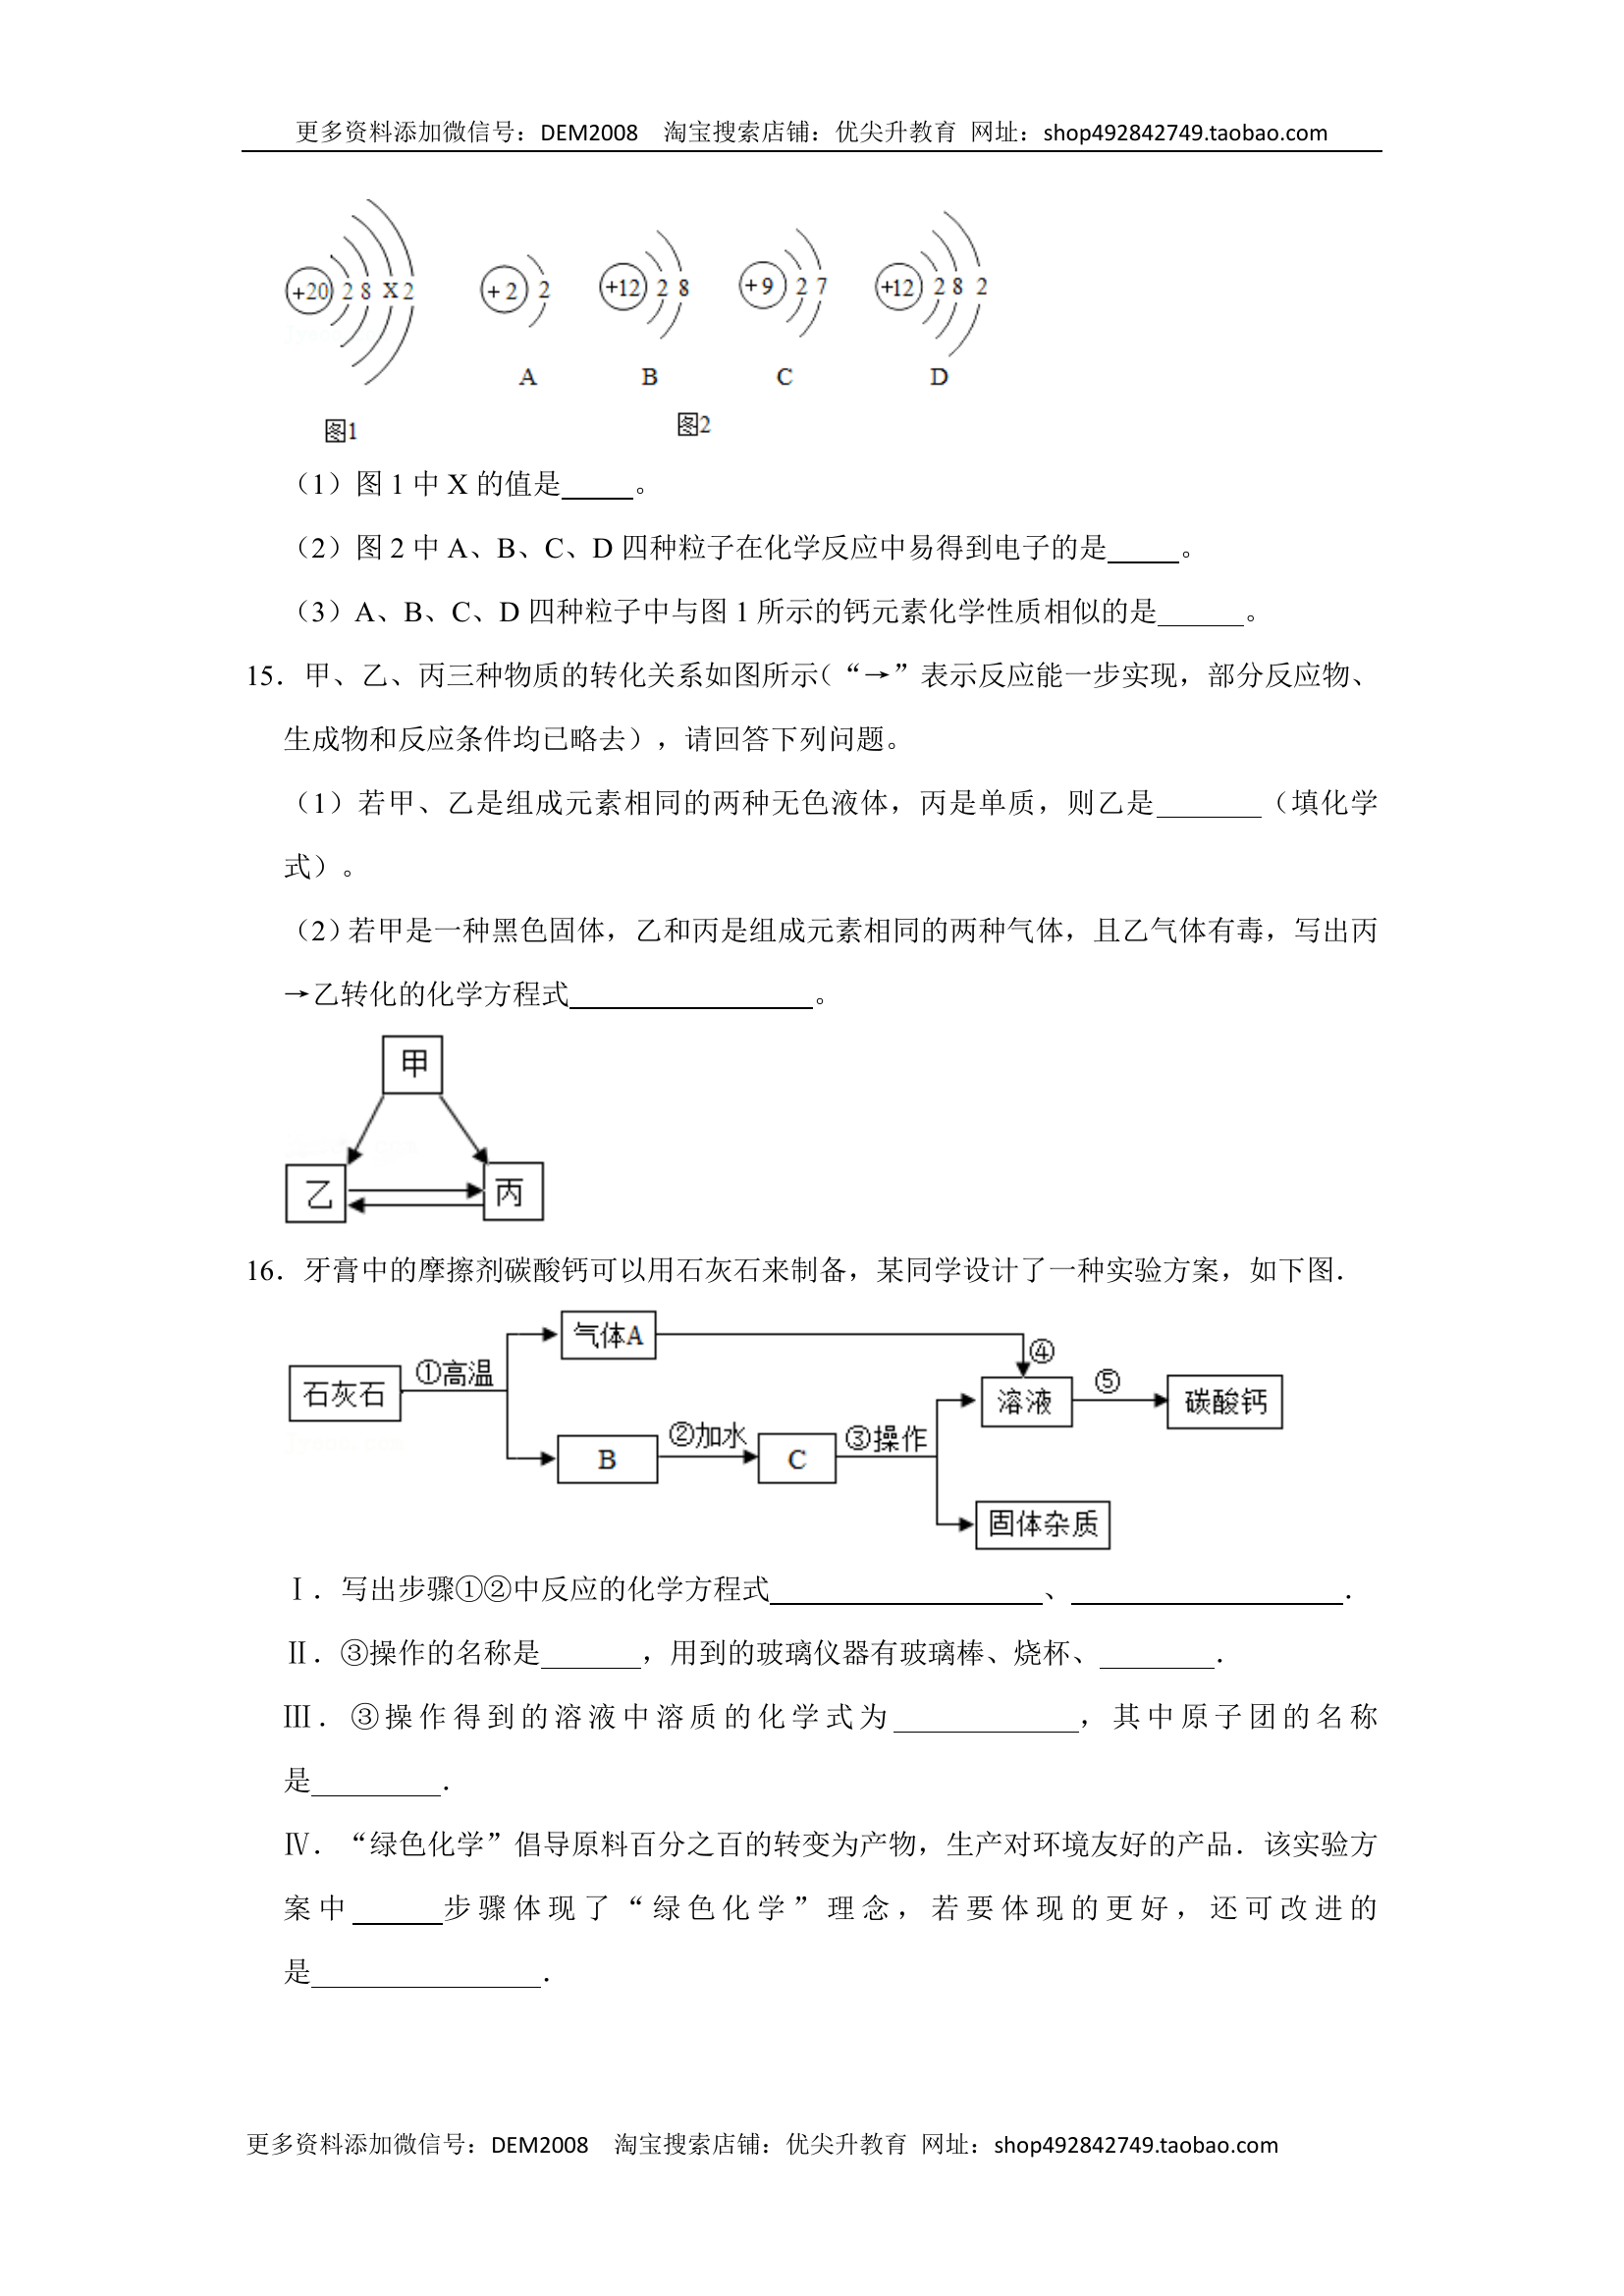 更多资料添加微信号：DEM2008 淘宝搜索店铺：优尖升教育 网址：shop492842749.taobao.com
+20 2 8 X 2 +2 2 +12 2 8 +9 2 7 +12 2 8 2
A B C D
图1 图2
（1）图 1 中 X 的值是_____。
（2）图 2 中 A、B、C、D 四种粒子在化学反应中易得到电子的是_____。
（3）A、B、C、D 四种粒子中与图 1 所示的钙元素化学性质相似的是______。
15．甲、乙、丙三种物质的转化关系如图所示（“→”表示反应能一步实现，部分反应物、
生成物和反应条件均已略去），请回答下列问题。
（1）若甲、乙是组成元素相同的两种无色液体，丙是单质，则乙是_______（填化学
式）。
（2）若甲是一种黑色固体，乙和丙是组成元素相同的两种气体，且乙气体有毒，写出丙
→乙转化的化学方程式_________________。
甲
乙 丙
16．牙膏中的摩擦剂碳酸钙可以用石灰石来制备，某同学设计了一种实验方案，如下图．
气体A ④
石灰石 ①高温 溶液 ⑤ 碳酸钙
B ②加水 C ③操作
固体杂质
Ⅰ．写出步骤①②中反应的化学方程式___________________、___________________．
Ⅱ．③操作的名称是_______，用到的玻璃仪器有玻璃棒、烧杯、________．
Ⅲ．③操作得到的溶液中溶质的化学式为_____________，其中原子团的名称
是_________．
Ⅳ．“绿色化学”倡导原料百分之百的转变为产物，生产对环境友好的产品．该实验方
案中______步骤体现了“绿色化学”理念，若要体现的更好，还可改进的
是________________．
更多资料添加微信号：DEM2008 淘宝搜索店铺：优尖升教育 网址：shop492842749.taobao.com